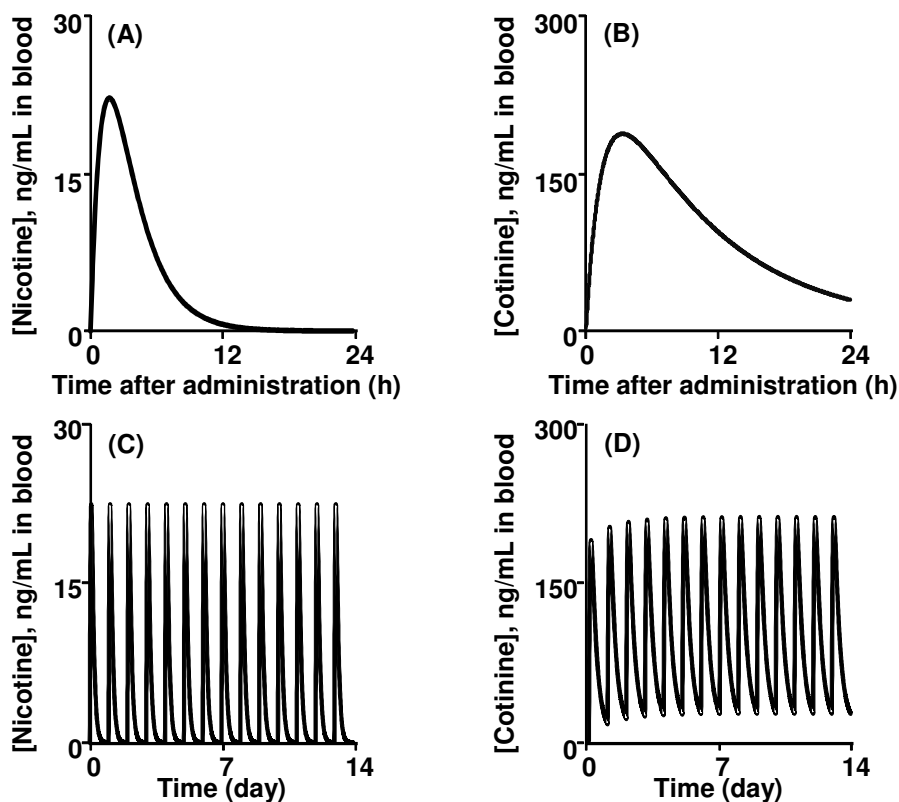 (A)
[Nicotine], ng/mL in blood
30
15
0
0 12 24
Time after administration (h)
(B)
[Cotinine], ng/mL in blood
300
150
0
0 12 24
Time after administration (h)
(C)
[Nicotine], ng/mL in blood
30
15
0
0 7 14
Time (day)
(D)
[Cotinine], ng/mL in blood
300
150
0
0 7 14
Time (day)